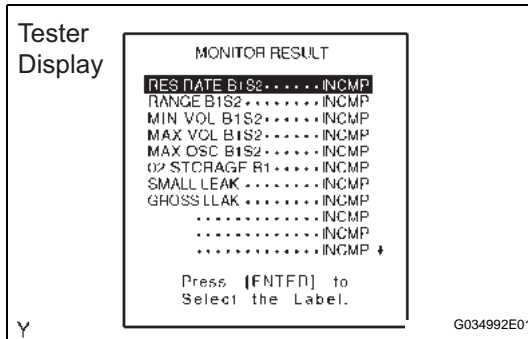 Tester
Display
MONITOR RESULT
RES RATE B1S2······INCMP
RANGE B1S2········INCMP
MIN VOL B1S2······INCMP
MAX VOL B1S2·····INCMP
MAX OSC B1S2·····INCMP
O2 STORAGE B1·····INCMP
SMALL LEAK ········INCMP
GROSS LEAK ········INCMP
·············INCMP
·············INCMP
·············INCMP
Press [ENTER] to
Select the Label.
Y
G034992E01